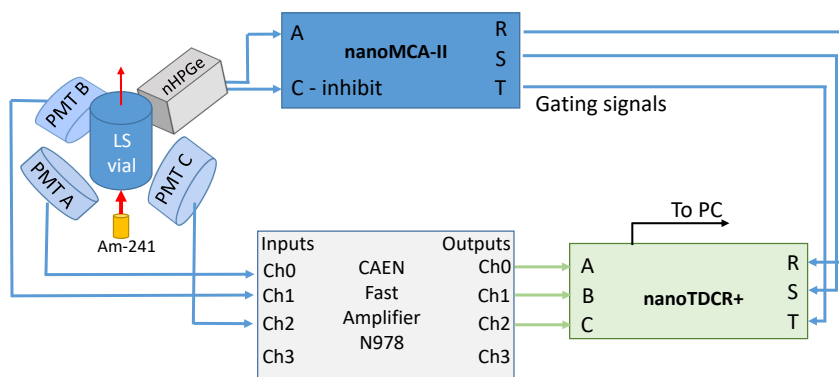 A
nanoMCA-II
C - inhibit
R
S
T
Gating signals
nHPGe
PMT B
LS
vial
PMT A
PMT C
Am-241
Inputs
Outputs
Ch0
Ch1
Ch2
Ch3
CAEN
Fast
Amplifier
N978
Ch0
Ch1
Ch2
Ch3
To PC
A
B
C
nanoTDCR+
R
S
T